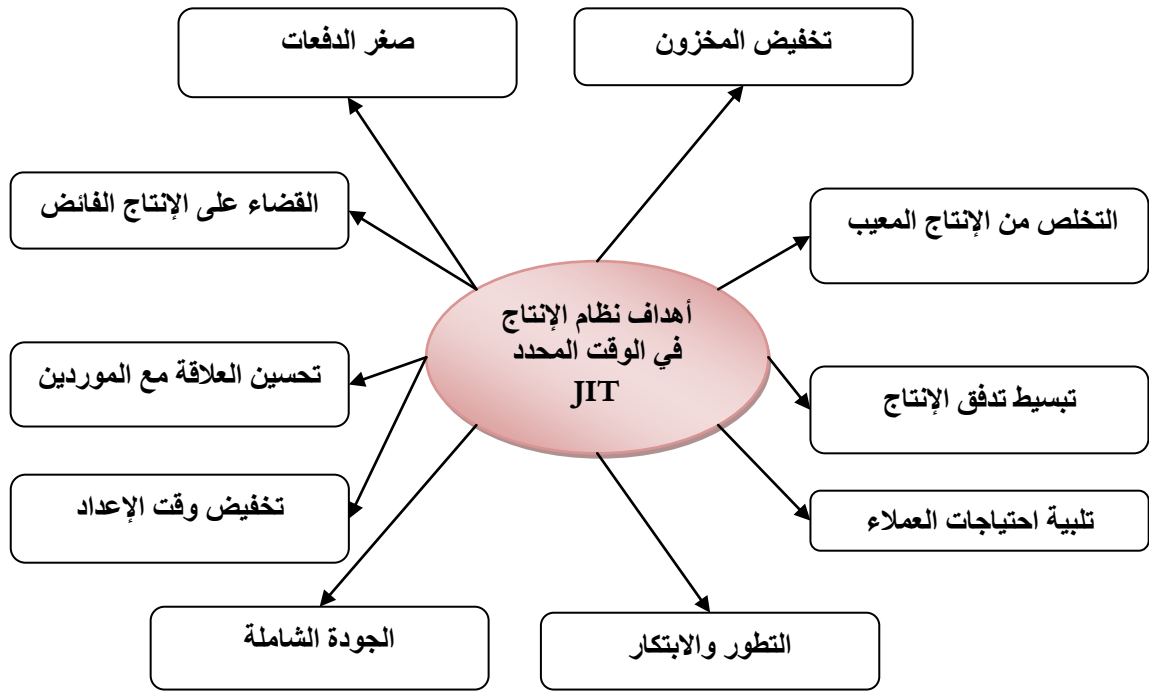 تخفيض المخزون
صغر الدفعات
التخلص من الإنتاج المعيب
القضاء على الإنتاج الفائض
أهداف نظام الإنتاج
في الوقت المحدد
JIT
تبسيط تدفق الإنتاج
تحسين العلاقة مع الموردين
تلبية احتياجات العملاء
تخفيض وقت الإعداد
التطور والابتكار
الجودة الشاملة